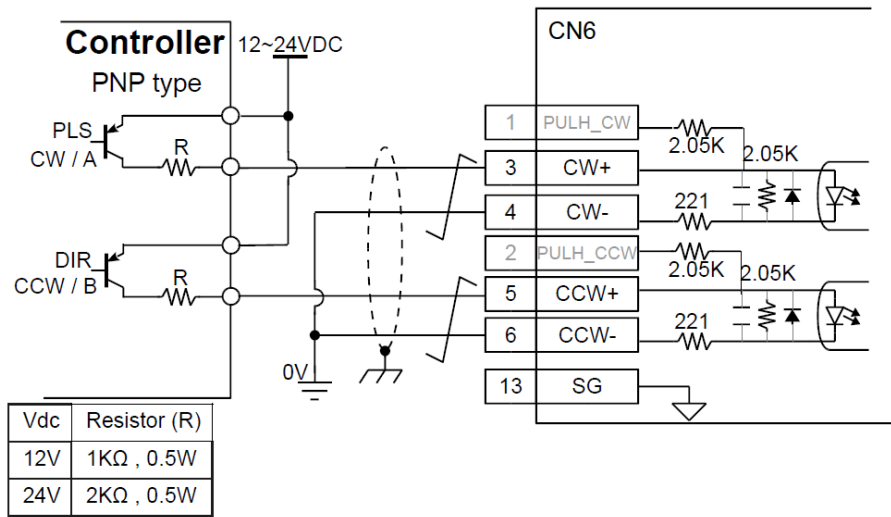 Controller
PNP type
12~24VDC
CN6
PLS
CW / A
R
1 PULH_CW
2.05K
2.05K
3 CW+
4 CW-
221
DIR
CCW / B
R
2 PULH_CCW
2.05K
2.05K
5 CCW+
6 CCW-
221
0V
13 SG
Vdc Resistor (R)
12V 1KΩ , 0.5W
24V 2KΩ , 0.5W